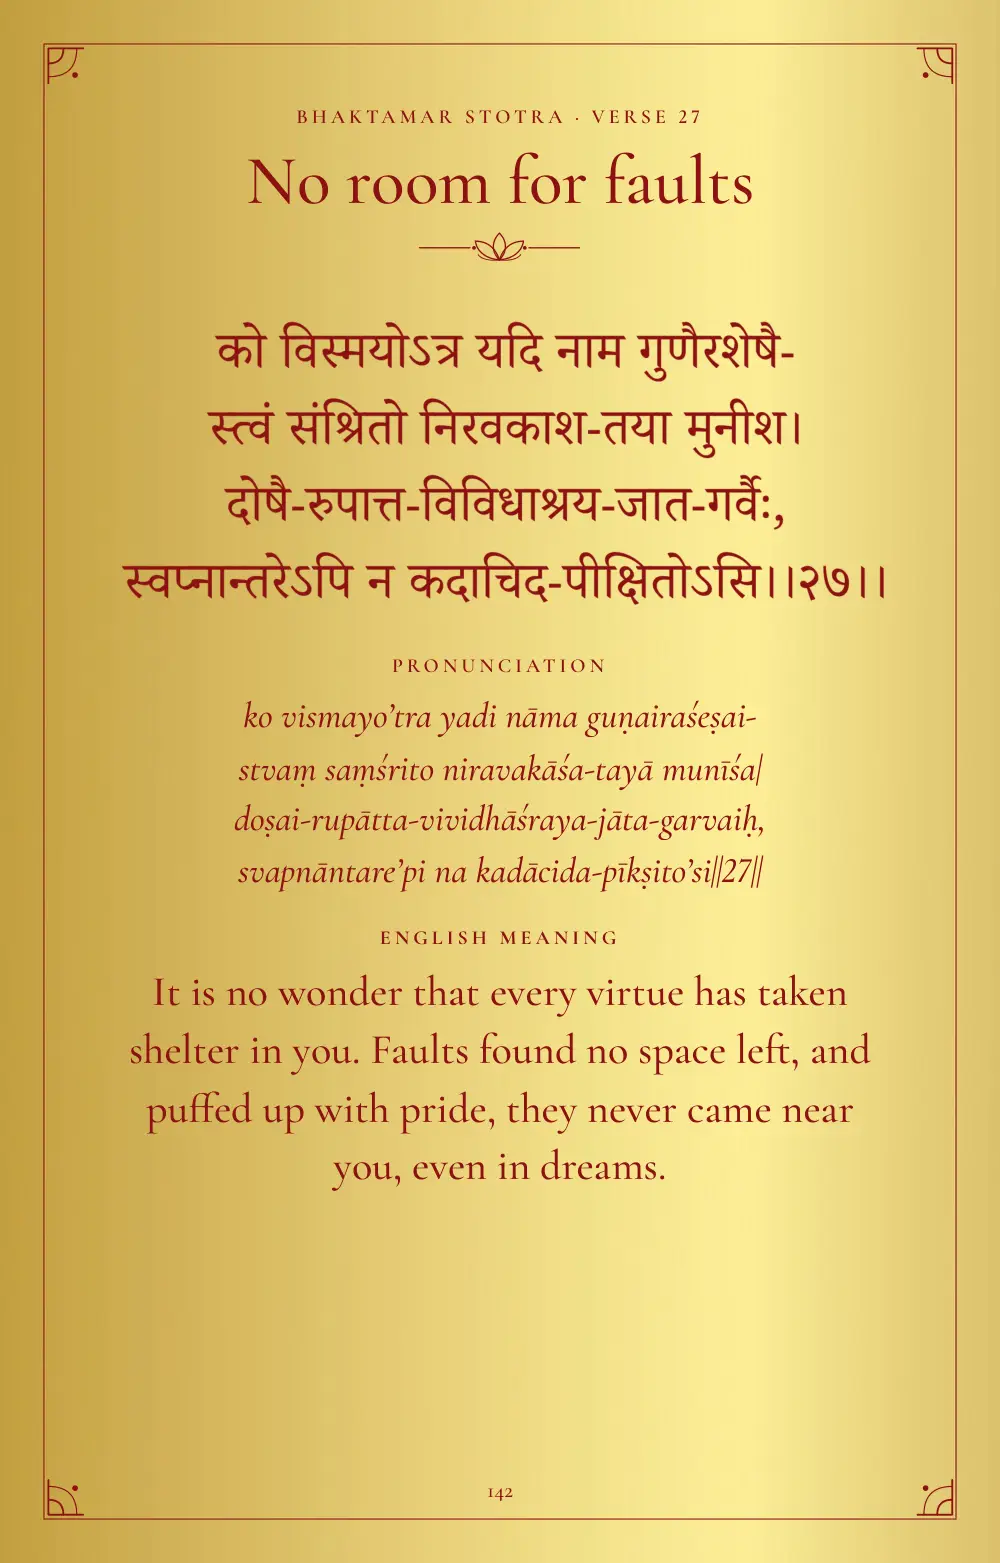 BHAKTAMAR STOTRA · VERSE 27
No room for faults
को विस्मयोऽत्र यदि नाम गुणैरशेषै-
स्त्वं संश्रितो निरवकाश-तया मुनीश।
दोषै-रुपात्त-विविधाश्रय-जात-गर्वैः,
स्वप्नान्तरेऽपि न कदाचिद-पीक्षितोऽसि।।२७।।
PRONUNCIATION
ko vismayo’tra yadi nāma guṇairaśeṣai-
stvaṃ saṃśrito niravakāśa-tayā munīśa|
doṣai-rupātta-vividhāśraya-jāta-garvaiḥ,
svapnāntare’pi na kadācida-pīkṣito’si||27||
ENGLISH MEANING
It is no wonder that every virtue has taken
shelter in you. Faults found no space left, and
puffed up with pride, they never came near
you, even in dreams.
142